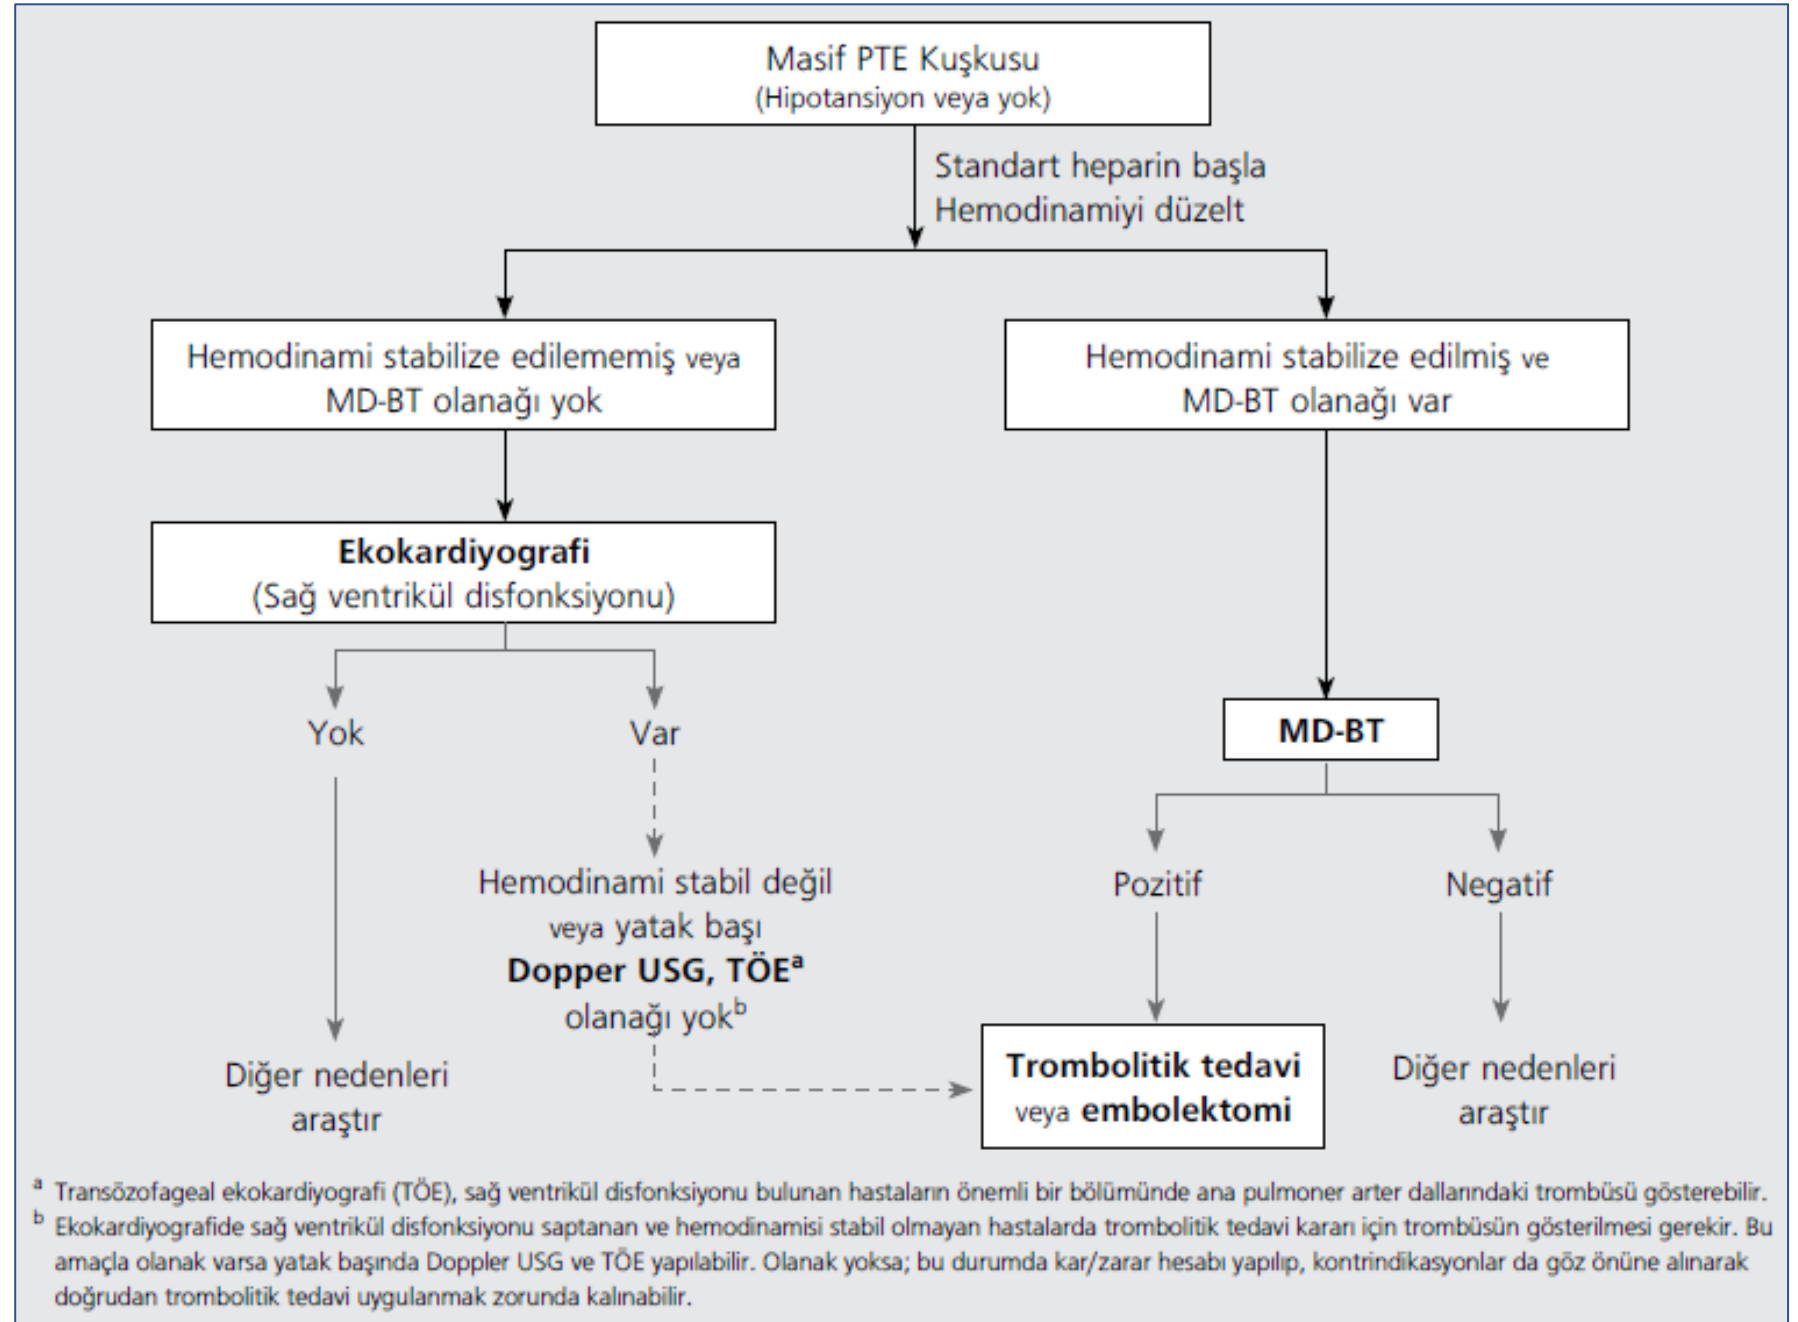 Masif PTE Kuşkusu
(Hipotansiyon veya yok)
Standart heparin başla
Hemodinamiyi düzelt
Hemodinami stabilize edilememiş veya
MD-BT olanağı yok
Hemodinami stabilize edilmiş ve
MD-BT olanağı var
Ekokardiyografi
(Sağ ventrikül disfonksiyonu)
Yok
Var
MD-BT
Hemodinami stabil değil
veya yatak başı
Dopper USG, TÖEa
olanağı yokb
Pozitif
Negatif
Diğer nedenleri
araştır
Trombolitik tedavi
veya embolektomi
Diğer nedenleri
araştır
a Transözofageal ekokardiyografi (TÖE), sağ ventrikül disfonksiyonu bulunan hastaların önemli bir bölümünde ana pulmoner arter dallarındaki trombüsü gösterebilir.
b Ekokardiyografide sağ ventrikül disfonksiyonu saptanan ve hemodinamisi stabil olmayan hastalarda trombolitik tedavi kararı için trombüsün gösterilmesi gerekir. Bu
amaçla olanak varsa yatak başında Doppler USG ve TÖE yapılabilir. Olanak yoksa; bu durumda kar/zarar hesabı yapılıp, kontrindikasyonlar da göz önüne alınarak
doğrudan trombolitik tedavi uygulanmak zorunda kalınabilir.